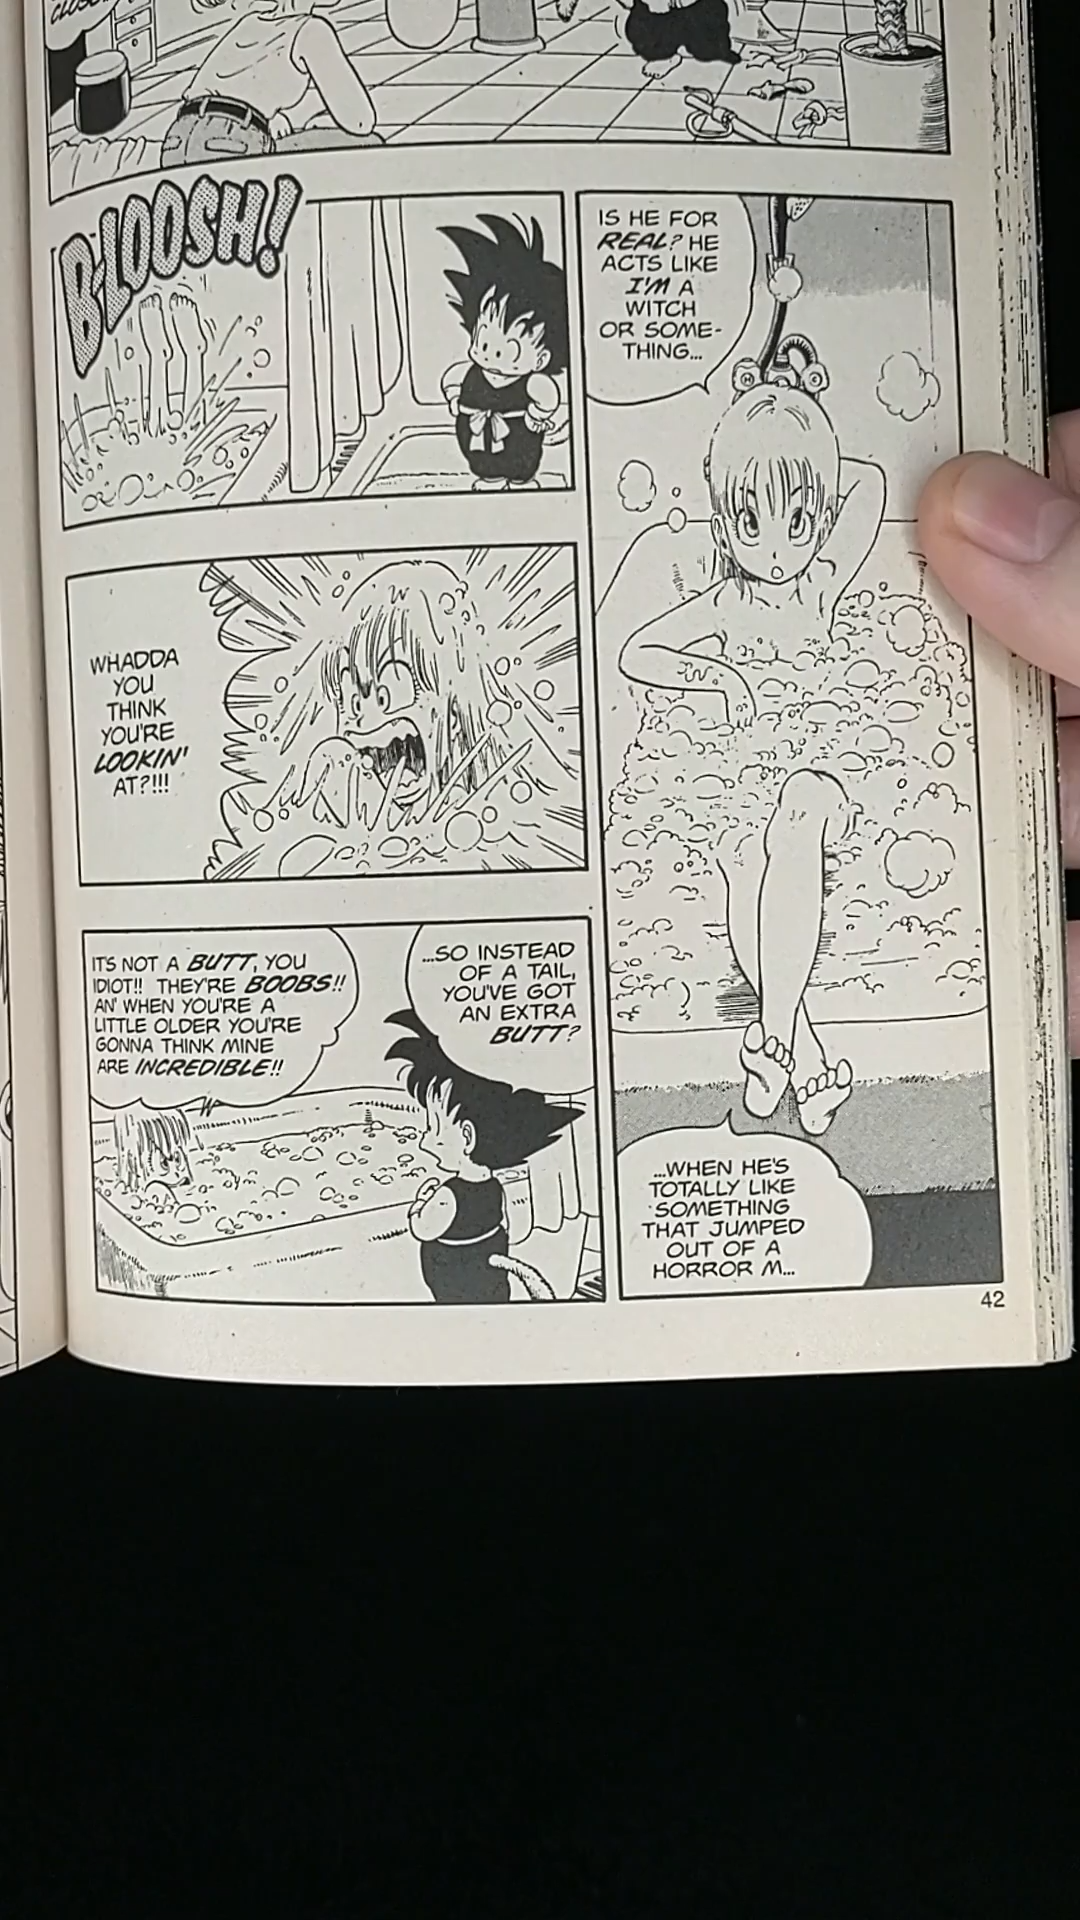 CLOSE
IS HE FOR
REAL? HE
ACTS LIKE
I'M A
WITCH
OR SOME-
THING...
...WHEN HE'S
TOTALLY LIKE
SOMETHING
THAT JUMPED
OUT OF A
HORROR M...
BLOOSH!
WHADDA
YOU
THINK
YOU'RE
LOOKIN'
AT?!!!
...SO INSTEAD
OF A TAIL,
YOU'VE GOT
AN EXTRA
BUTT?
IT'S NOT A BUTT, YOU
IDIOT!! THEY'RE BOOBS!!
AN' WHEN YOU'RE A
LITTLE OLDER YOU'RE
GONNA THINK MINE
ARE INCREDIBLE!!
42